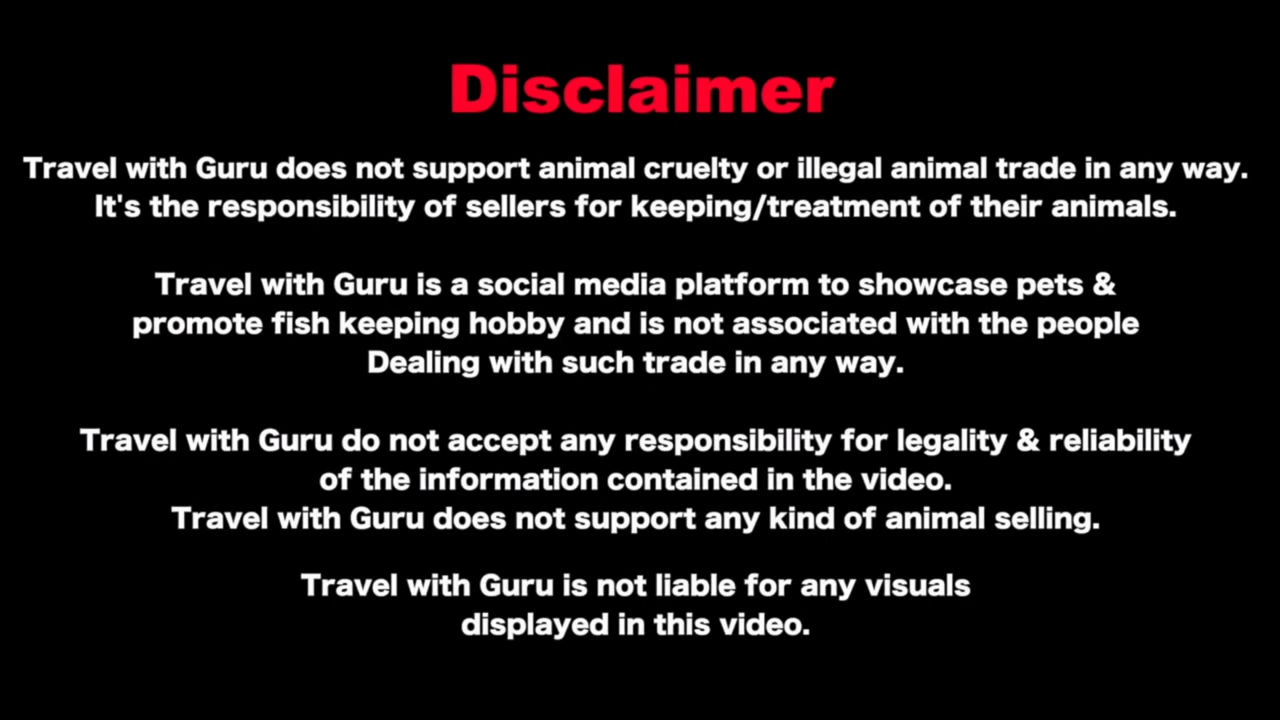 Disclaimer
Travel with Guru does not support animal cruelty or illegal animal trade in any way.
It's the responsibility of sellers for keeping/treatment of their animals.
Travel with Guru is a social media platform to showcase pets &
promote fish keeping hobby and is not associated with the people
Dealing with such trade in any way.
Travel with Guru do not accept any responsibility for legality & reliability
of the information contained in the video.
Travel with Guru does not support any kind of animal selling.
Travel with Guru is not liable for any visuals
displayed in this video.